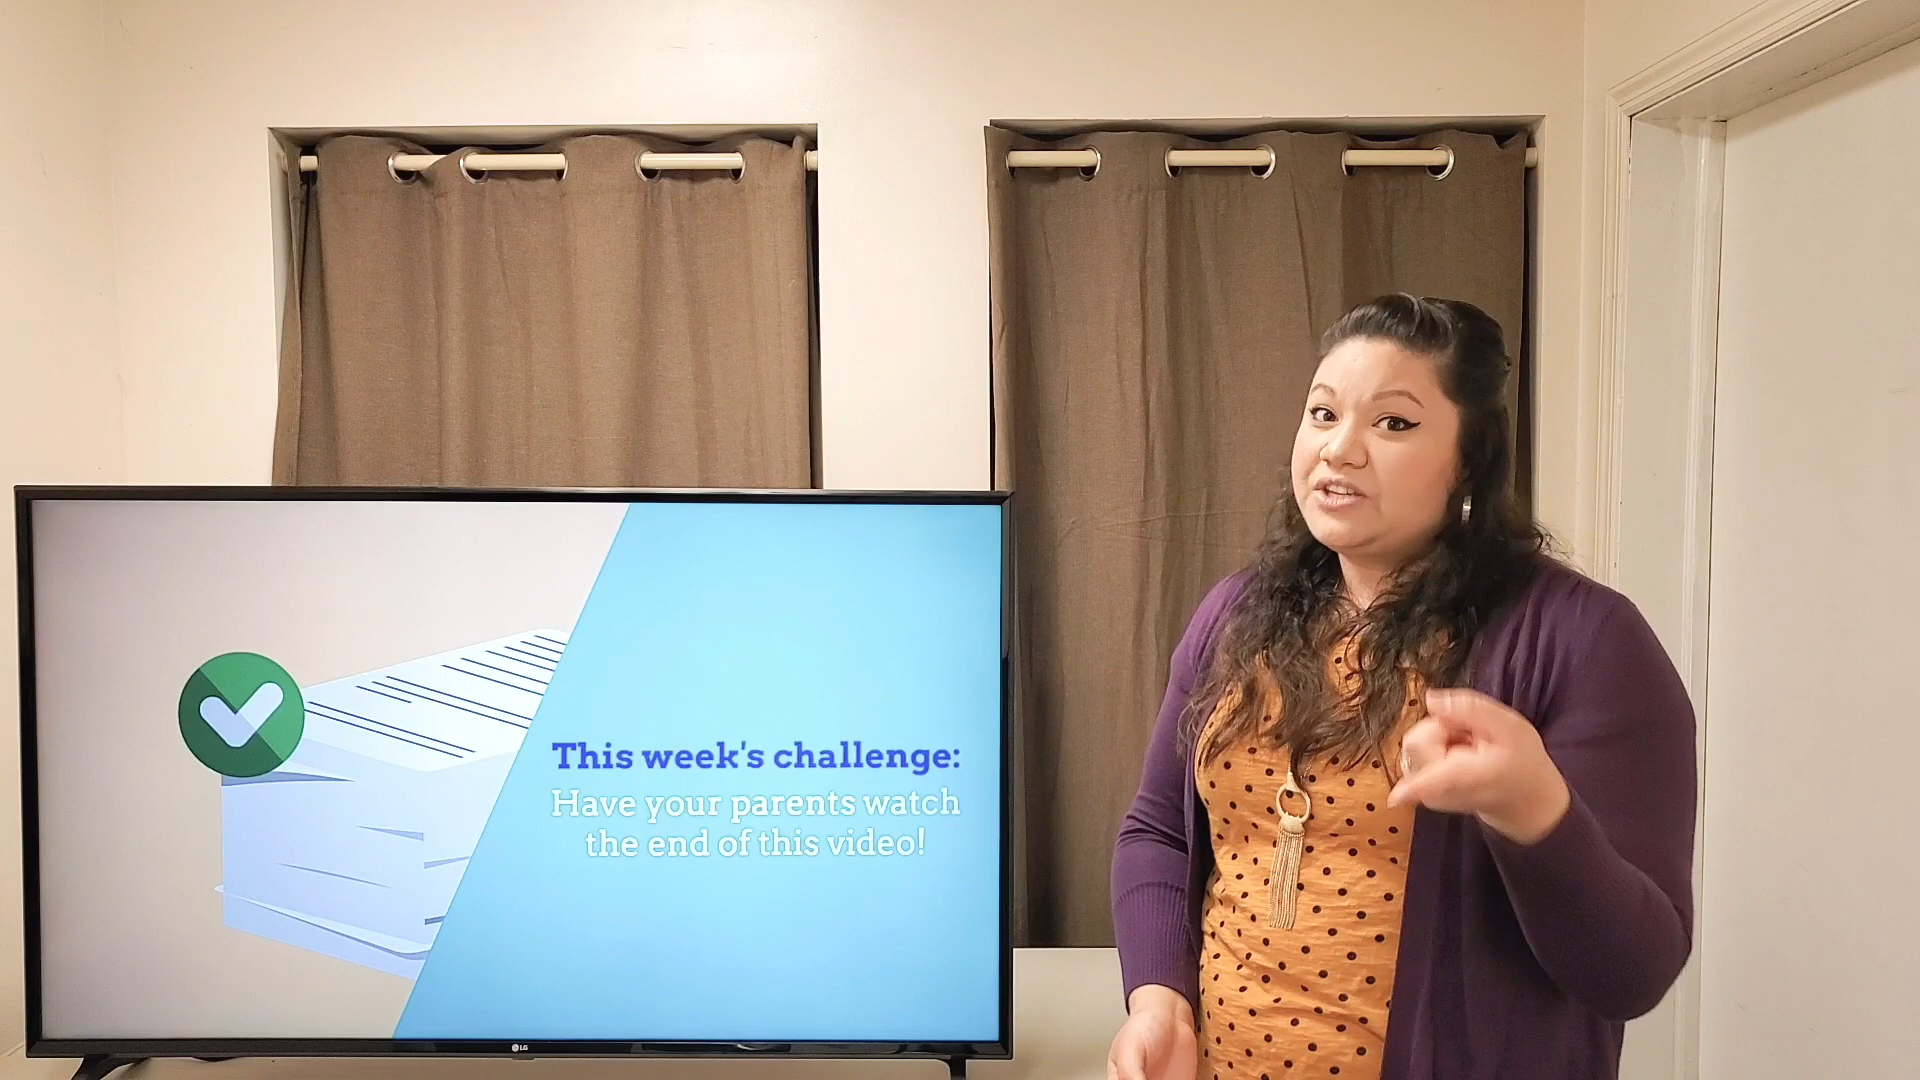 This week's challenge:
Have your parents watch
the end of this video!
LG